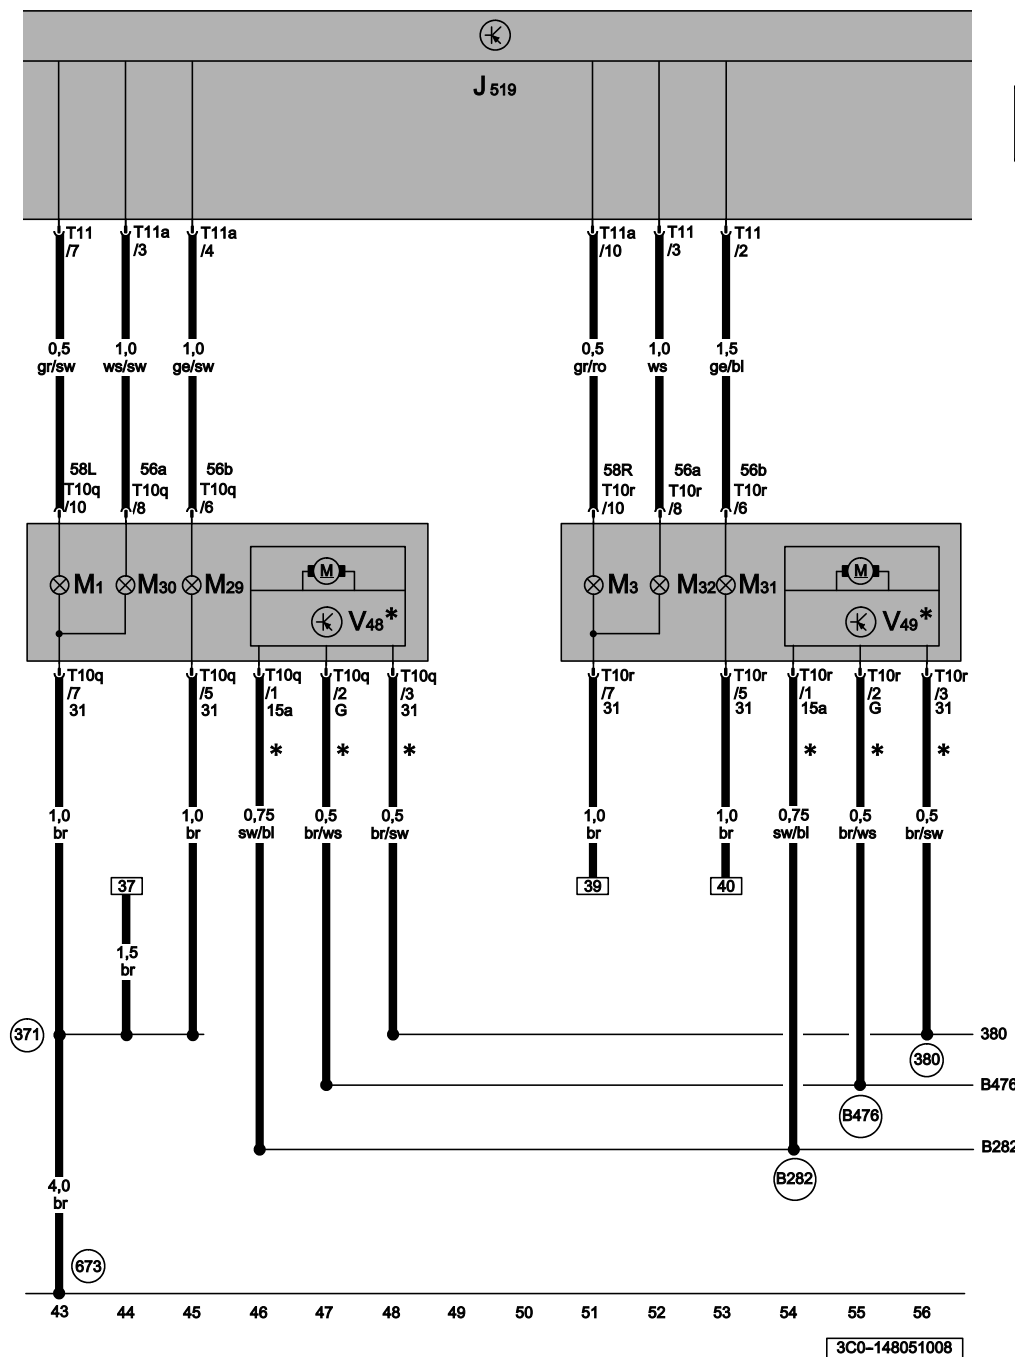 J 519
T11 T11a T11a T11a T11 T11
/7 /3 /4 /10 /3 /2
0,5 1,0 1,0 0,5 1,0 1,5
gr/sw ws/sw ge/sw gr/ro ws ge/bl
58L 56a 56b 58R 56a 56b
T10q T10q T10q T10r T10r T10r
/10 /8 /6 /10 /8 /6
M M
M1 M30 M29 M3 M32 M31
V48* V49*
T10q T10q T10q T10q T10q T10r T10r T10r T10r T10r
/7 /5 /1 /2 /3 /7 /5 /1 /2 /3
31 31 15a G 31 31 31 15a G 31
* * * * * *
1,0 1,0 0,75 0,5 0,5 1,0 1,0 0,75 0,5 0,5
br br sw/bl br/ws br/sw br br sw/bl br/ws br/sw
37 39 40
1,5
br
371 380
380
B476
B476
B282
B282
4,0
br
673
43 44 45 46 47 48 49 50 51 52 53 54 55 56
3C0-148051008